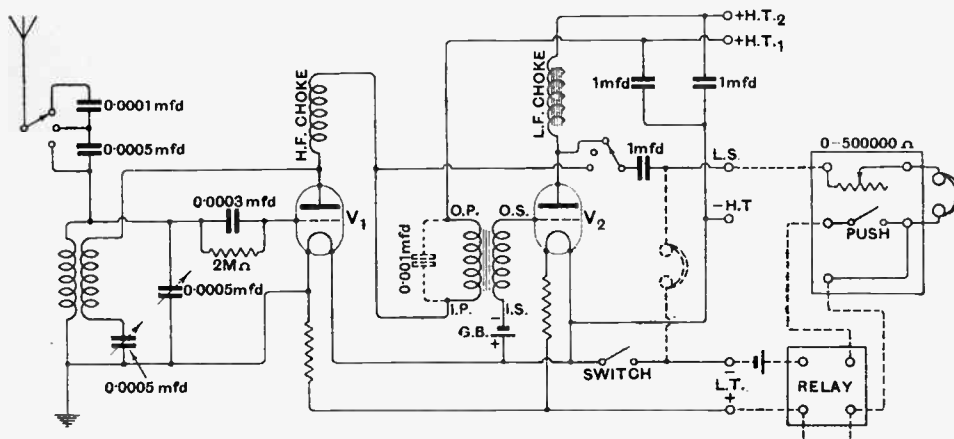 +H.T.2
+H.T.1
0·0001 mfd
0·0005 mfd
H.F. CHOKE
L.F. CHOKE
1mfd
1mfd
1mfd
L.S.
0-500000 Ω
-H.T
PUSH
0·0003 mfd
2MΩ
V1
O.P.
O.S.
V2
0·001mfd
0·0005mfd
I.P.
I.S.
G.B.
-
+
0·0005 mfd
SWITCH
-
L.T.
+
RELAY